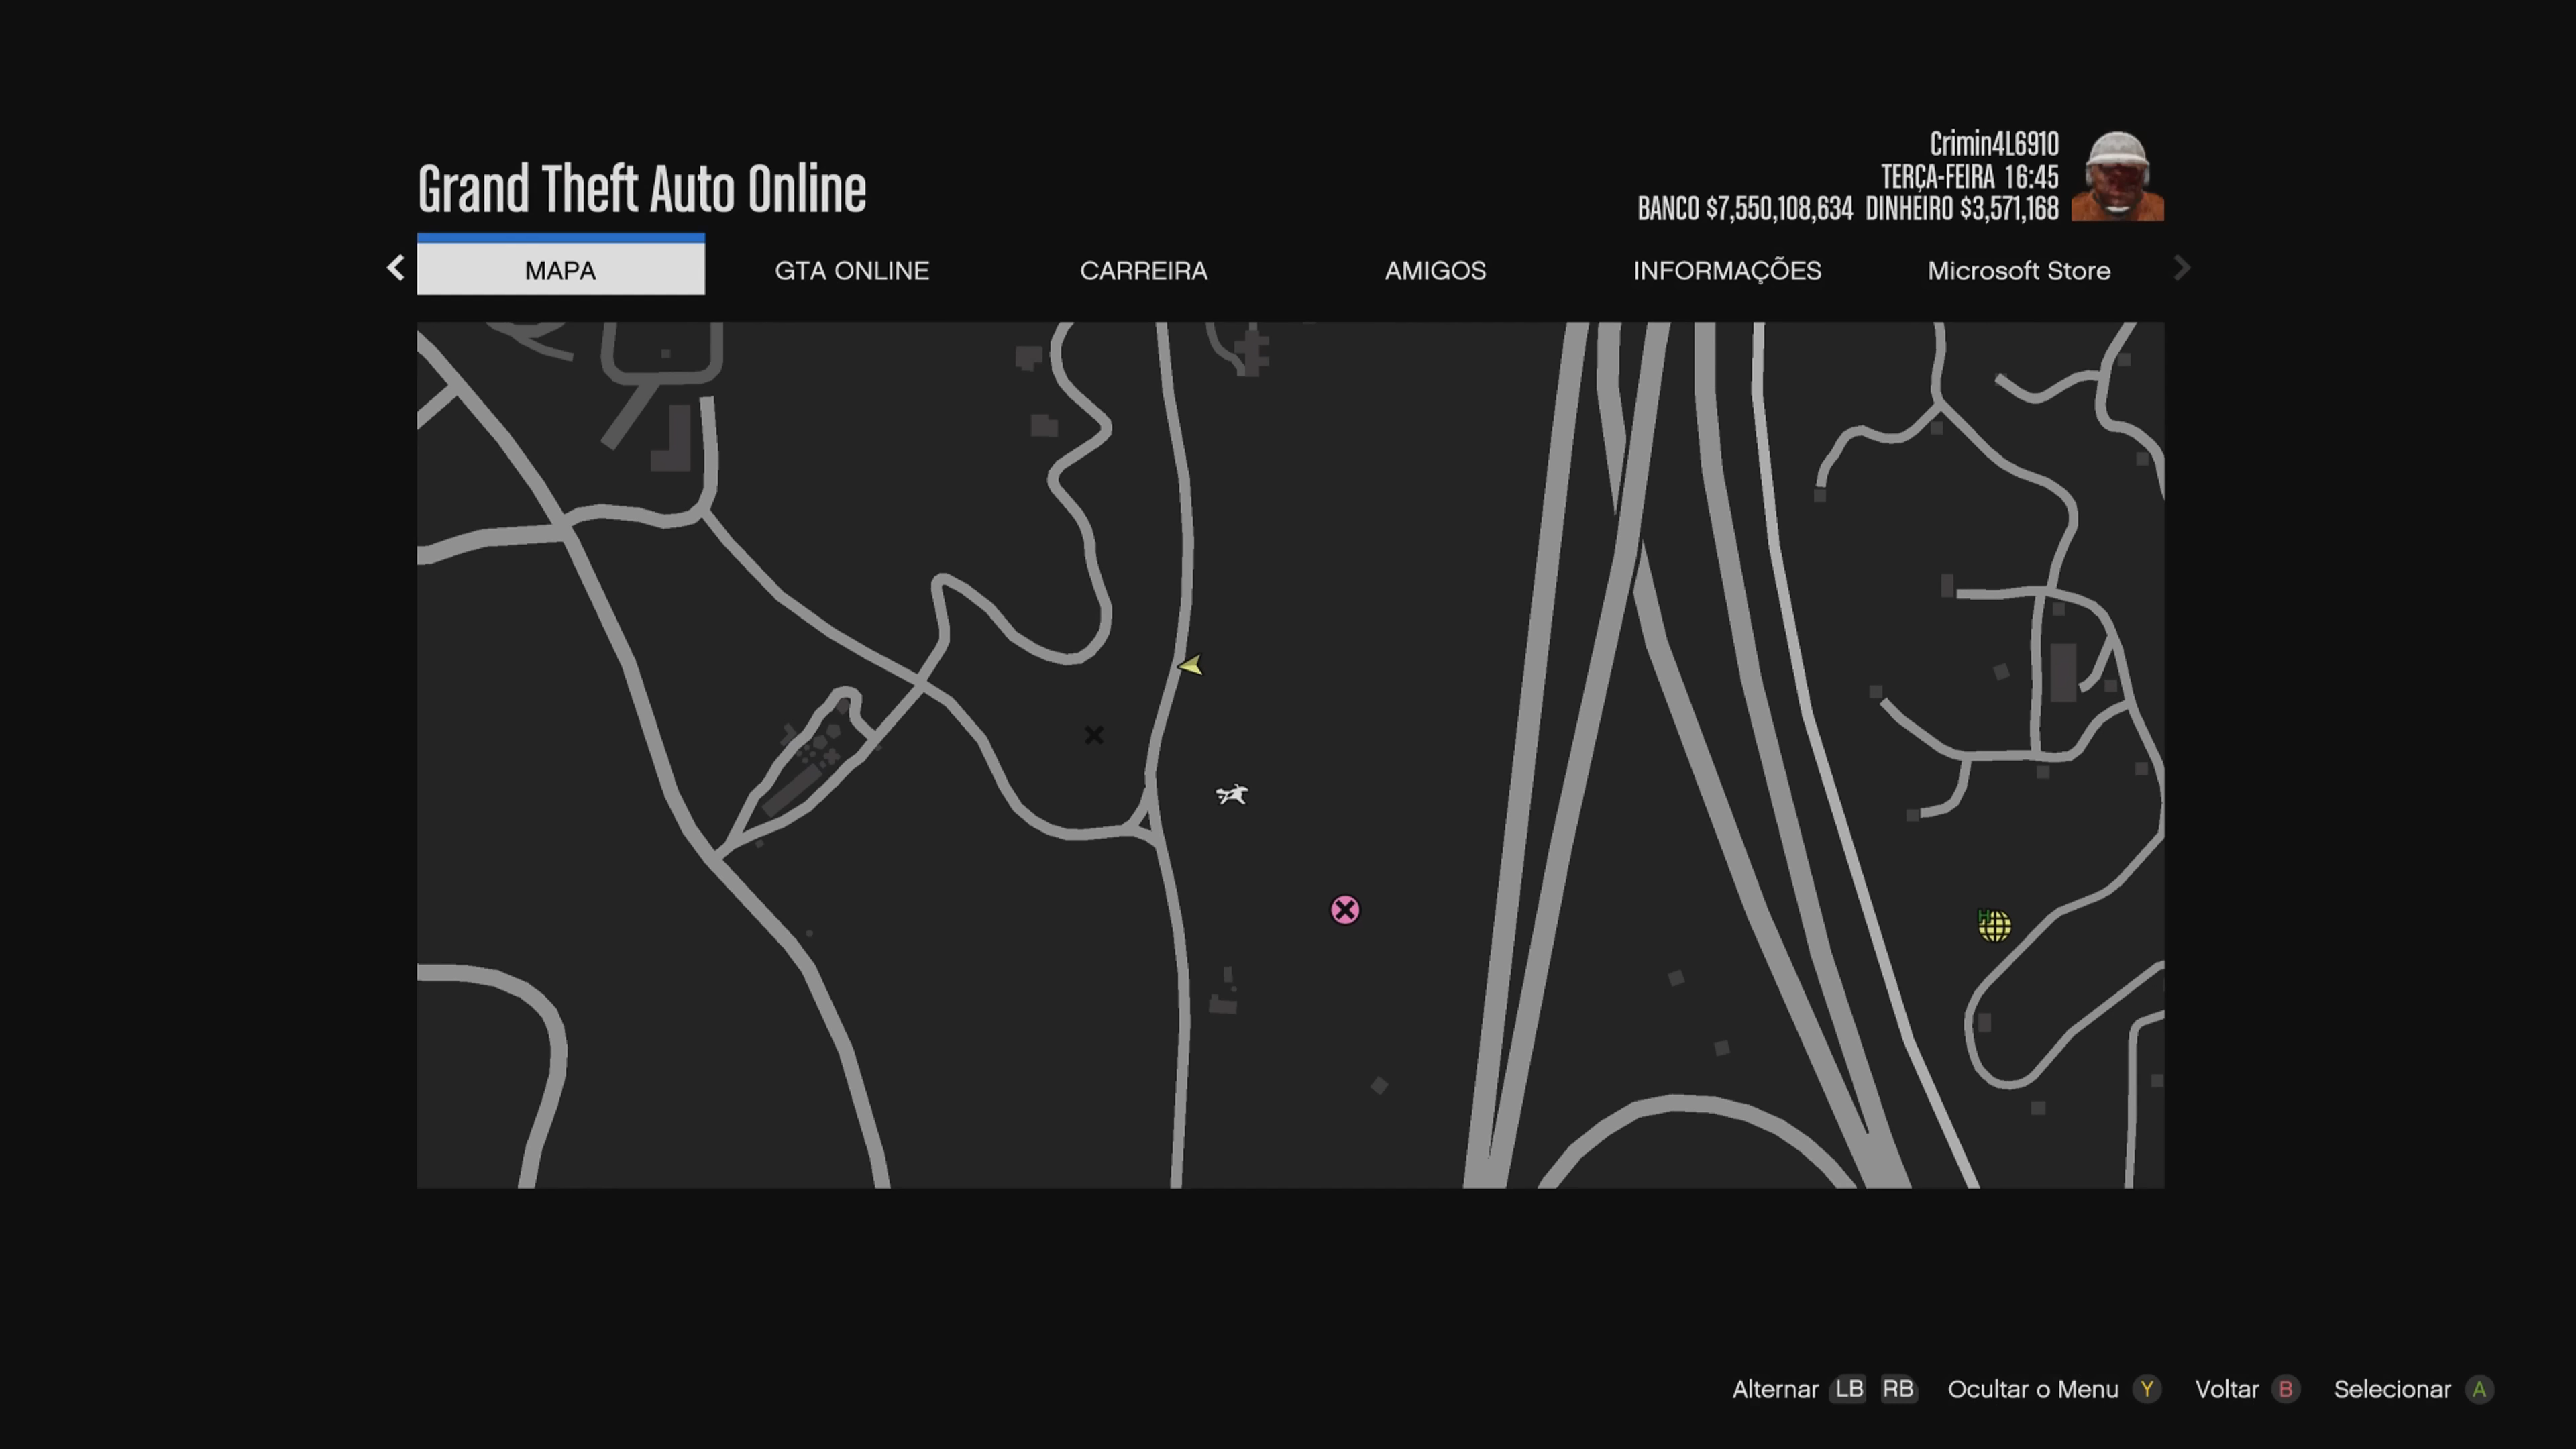 Crimin4L6910
Grand Theft Auto Online
TERÇA-FEIRA 16:45
BANCO $7,550,108,634 DINHEIRO $3,571,168
MAPA GTA ONLINE CARREIRA AMIGOS INFORMAÇÕES Microsoft Store
H
Alternar LB RB Ocultar o Menu Y Voltar B Selecionar A